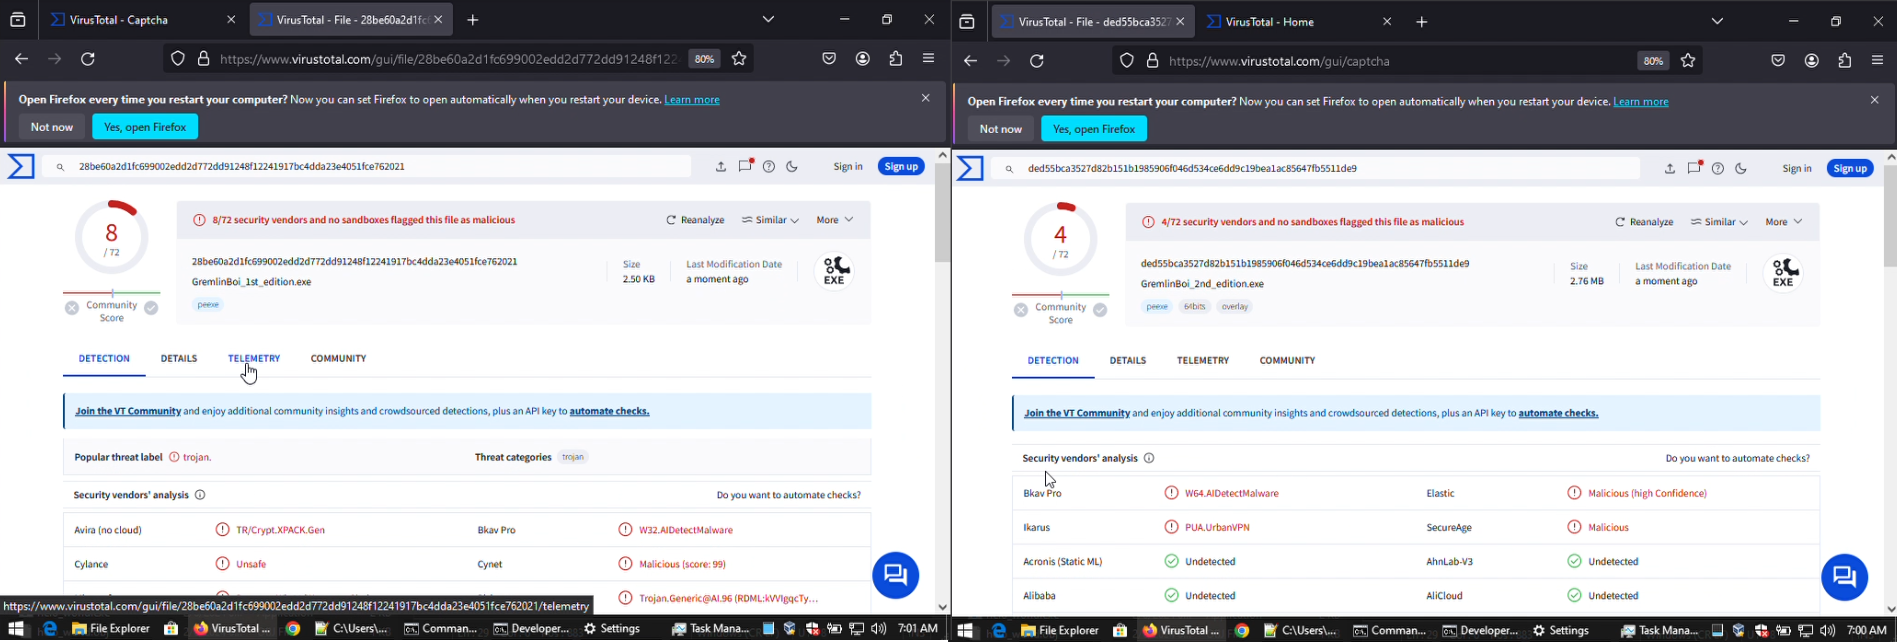 VirusTotal - Captcha
VirusTotal - File - 28be60a2d1fc
https://www.virustotal.com/gui/file/28be60a2d1fc699002edd2d772dd91248f122
80%
Open Firefox every time you restart your computer? Now you can set Firefox to open automatically when you restart your device. Learn more
Not now
Yes, open Firefox
28be60a2d1fc699002edd2d772dd91248f12241917bc4dda23e4051fce762021
Sign in
Sign up
8
/ 72
Community
Score
8/72 security vendors and no sandboxes flagged this file as malicious
Reanalyze
Similar
More
28be60a2d1fc699002edd2d772dd91248f12241917bc4dda23e4051fce762021
GremlinBoi_1st_edition.exe
peexe
Size
2.50 KB
Last Modification Date
a moment ago
EXE
DETECTION
DETAILS
TELEMETRY
COMMUNITY
Join the VT Community and enjoy additional community insights and crowdsourced detections, plus an API key to automate checks.
Popular threat label trojan.
Threat categories trojan
Security vendors' analysis
Do you want to automate checks?
Avira (no cloud) TR/Crypt.XPACK.Gen Bkav Pro W32.AIDetectMalware
Cylance Unsafe Cynet Malicious (score: 99)
Trojan.Generic@AI.96 (RDML:kVVIgqcTy...
https://www.virustotal.com/gui/file/28be60a2d1fc699002edd2d772dd91248f12241917bc4dda23e4051fce762021/telemetry
File Explorer
VirusTotal ...
C:\Users\...
Comman...
Developer...
Settings
Task Mana...
7:01 AM
VirusTotal - File - ded55bca3527
VirusTotal - Home
https://www.virustotal.com/gui/captcha
80%
Open Firefox every time you restart your computer? Now you can set Firefox to open automatically when you restart your device. Learn more
Not now
Yes, open Firefox
ded55bca3527d82b151b1985906f046d534ce6dd9c19bea1ac85647fb5511de9
Sign in
Sign up
4
/ 72
Community
Score
4/72 security vendors and no sandboxes flagged this file as malicious
Reanalyze
Similar
More
ded55bca3527d82b151b1985906f046d534ce6dd9c19bea1ac85647fb5511de9
GremlinBoi_2nd_edition.exe
peexe
64bits
overlay
Size
2.76 MB
Last Modification Date
a moment ago
EXE
DETECTION
DETAILS
TELEMETRY
COMMUNITY
Join the VT Community and enjoy additional community insights and crowdsourced detections, plus an API key to automate checks.
Security vendors' analysis
Do you want to automate checks?
Bkav Pro W64.AIDetectMalware Elastic Malicious (high Confidence)
Ikarus PUA.UrbanVPN SecureAge Malicious
Acronis (Static ML) Undetected AhnLab-V3 Undetected
Alibaba Undetected AliCloud Undetected
File Explorer
VirusTotal ...
C:\Users\...
Comman...
Developer...
Settings
Task Mana...
7:00 AM